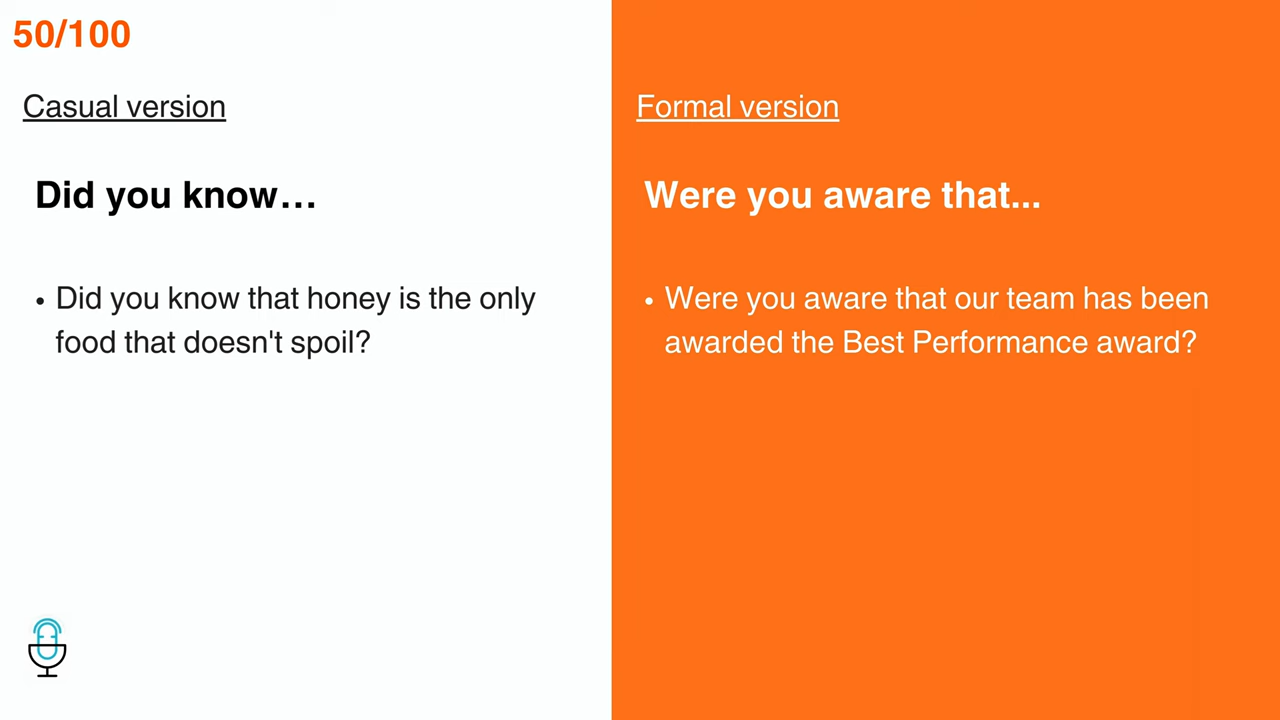 50/100
Casual version
Did you know…
• Did you know that honey is the only
food that doesn't spoil?
Formal version
Were you aware that...
• Were you aware that our team has been
awarded the Best Performance award?